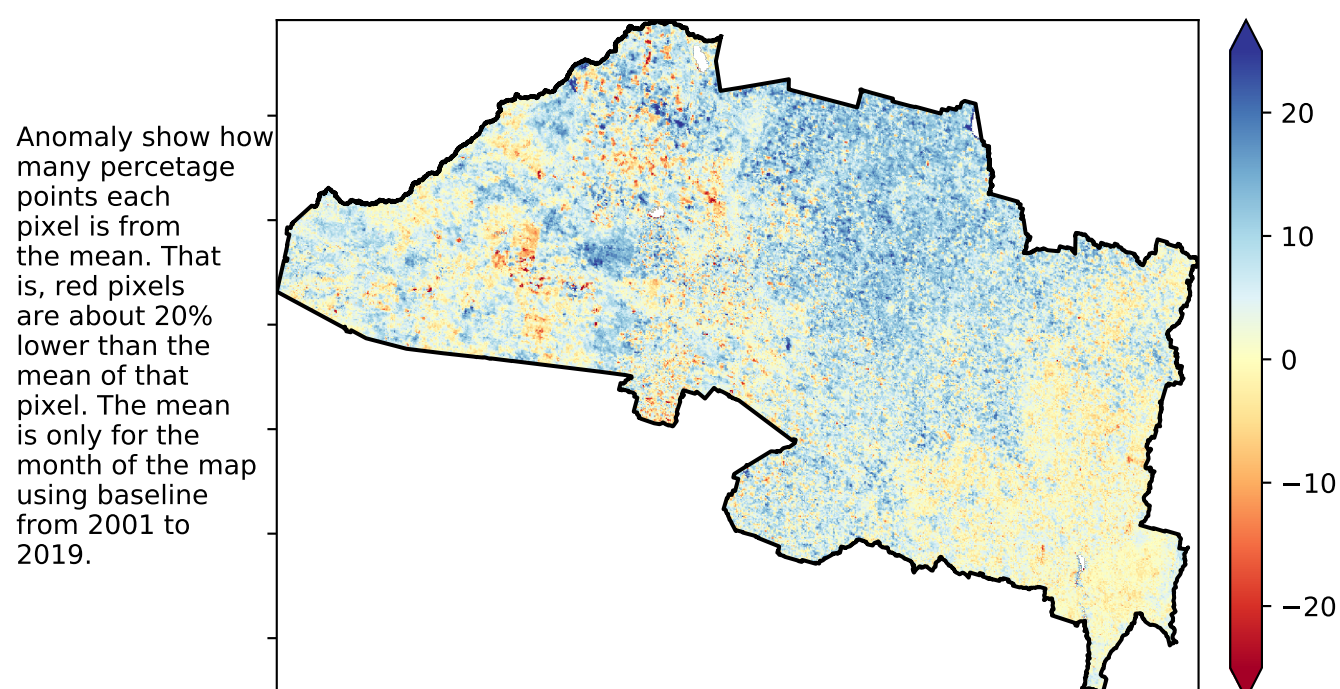 Anomaly show how
many percetage
points each
pixel is from
the mean. That
is, red pixels
are about 20%
lower than the
mean of that
pixel. The mean
is only for the
month of the map
using baseline
from 2001 to
2019.
20
10
0
−10
−20